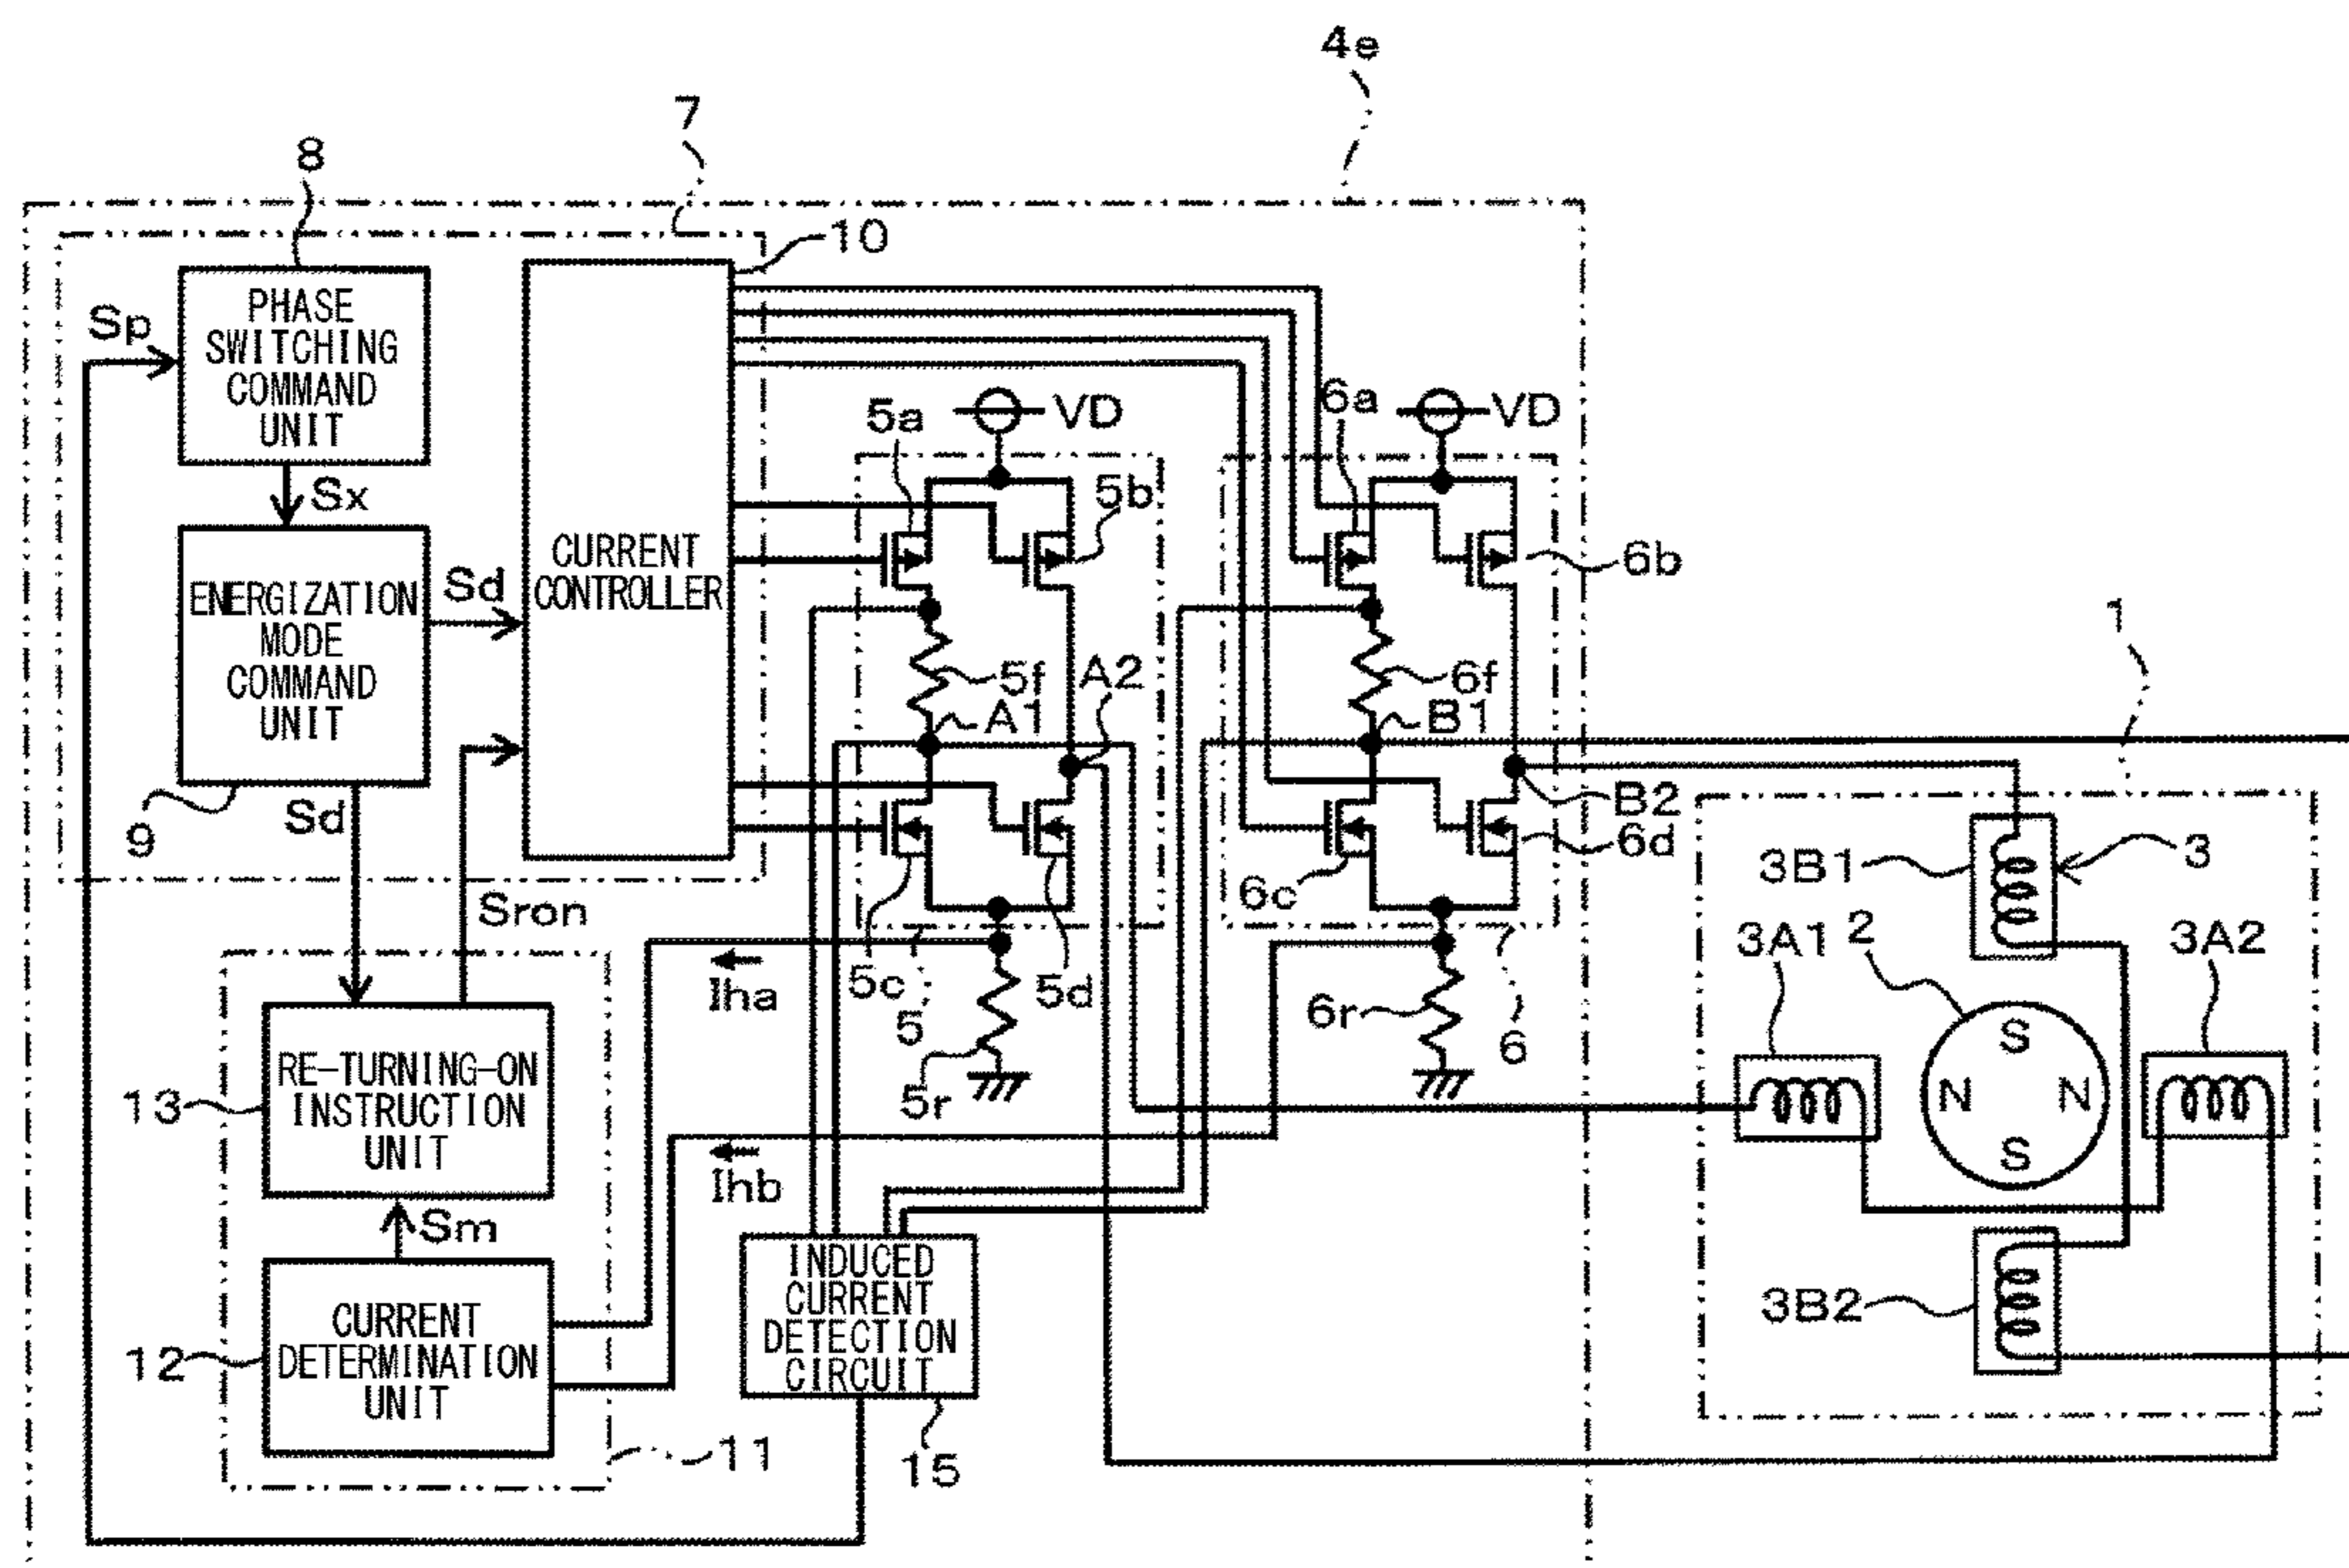 4e
7
8
10
PHASE
SWITCHING
COMMAND
UNIT
Sp
Sx
ENERGIZATION
MODE
COMMAND
UNIT
Sd
CURRENT
CONTROLLER
9
Sd
Sron
5a
VD
5b
6a
VD
6b
5f
A1
A2
6f
B1
B2
6d
6c
5c
5
5d
5r
6r
6
Iha
Ihb
1
3B1
3
3A1
2
3A2
S
N
N
S
3B2
RE-TURNING-ON
INSTRUCTION
UNIT
13
Sm
CURRENT
DETERMINATION
UNIT
12
11
INDUCED
CURRENT
DETECTION
CIRCUIT
15